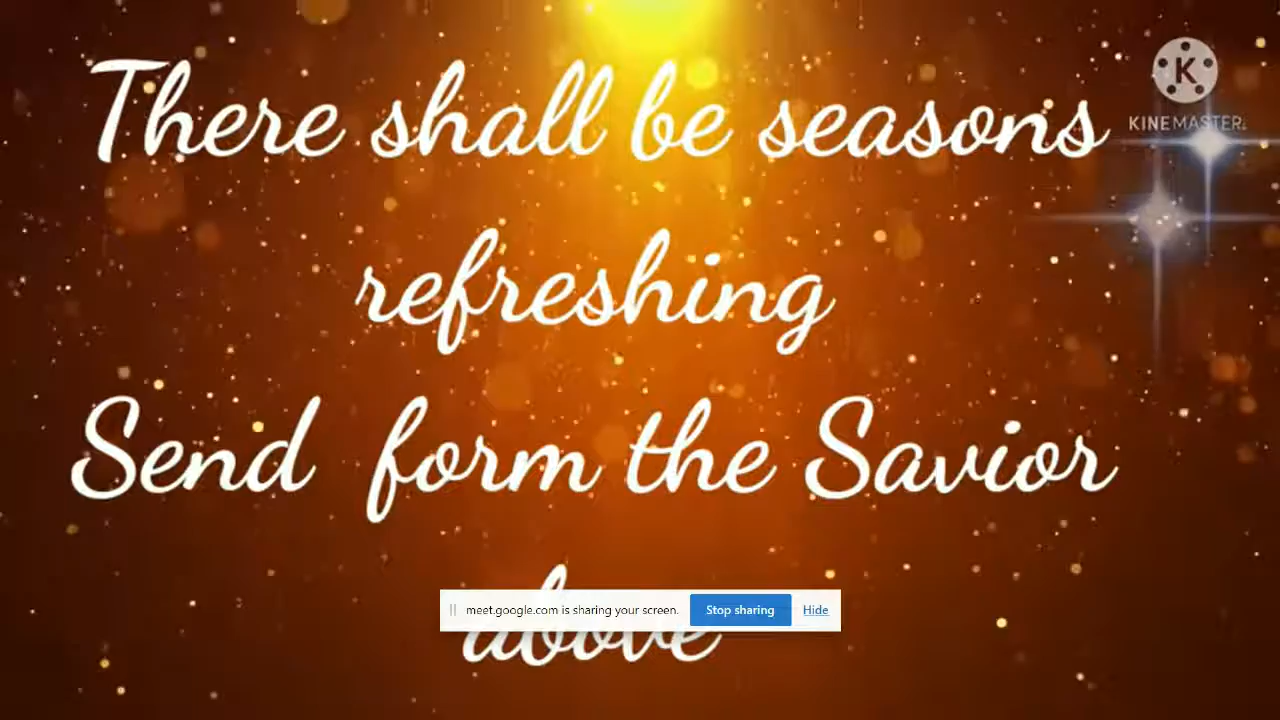 There shall be seasons
KINEMASTER
refreshing
Send form the Savior
above
meet.google.com is sharing your screen. Stop sharing Hide